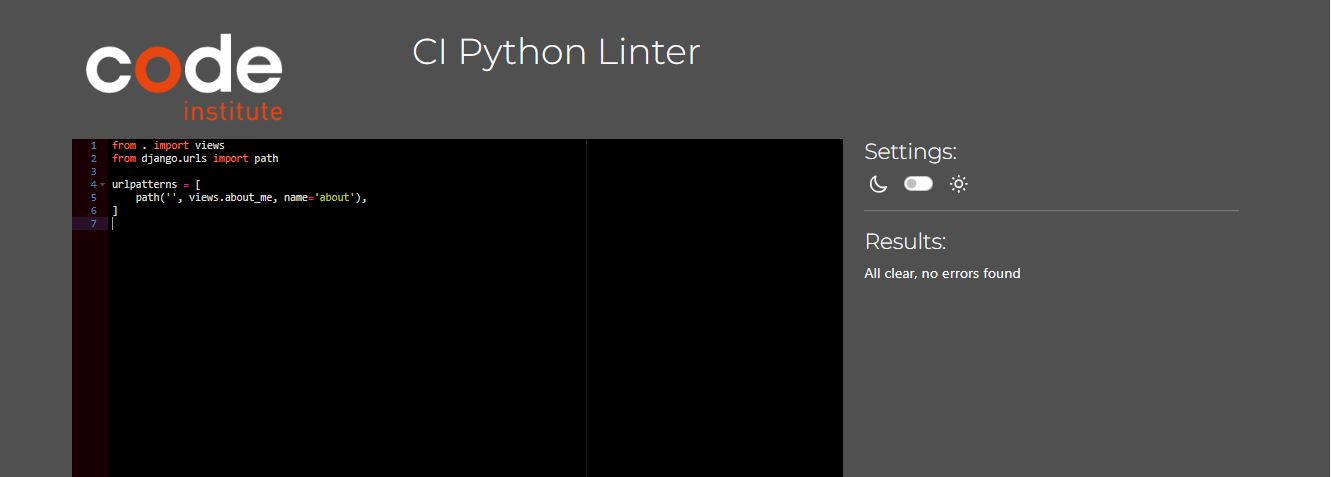 code
institute
CI Python Linter
1 from . import views
2 from django.urls import path
3
4 urlpatterns = [
5     path('', views.about_me, name='about'),
6 ]
7
Settings:
Results:
All clear, no errors found